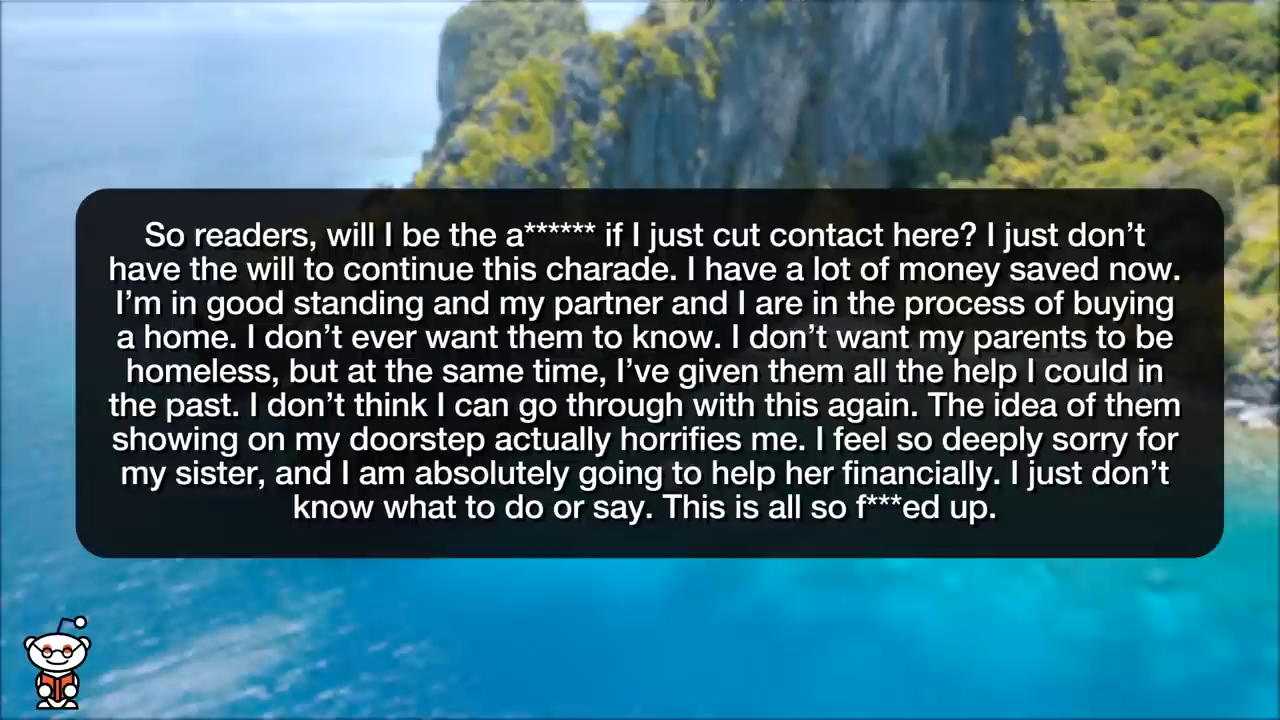 So readers, will I be the a****** if I just cut contact here? I just don’t
have the will to continue this charade. I have a lot of money saved now.
I’m in good standing and my partner and I are in the process of buying
a home. I don’t ever want them to know. I don’t want my parents to be
homeless, but at the same time, I’ve given them all the help I could in
the past. I don’t think I can go through with this again. The idea of them
showing on my doorstep actually horrifies me. I feel so deeply sorry for
my sister, and I am absolutely going to help her financially. I just don’t
know what to do or say. This is all so f***ed up.